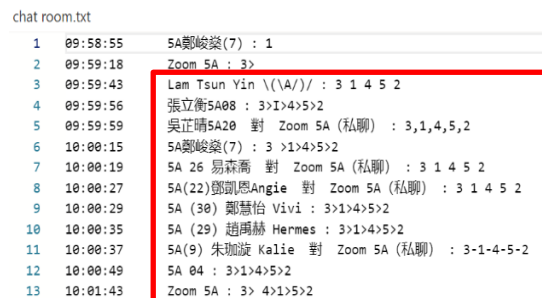 chat room.txt
1 09:58:55 5A鄭峻燊(7) : 1
2 09:59:18 Zoom 5A : 3>
3 09:59:43 Lam Tsun Yin \(\A/)/ : 3 1 4 5 2
4 09:59:56 張立衡5A08 : 3>I>4>5>2
5 09:59:59 吳芷晴5A20 對 Zoom 5A (私聊) : 3,1,4,5,2
6 10:00:15 5A鄭峻燊(7) : 3 >1>4>5>2
7 10:00:19 5A 26 易森喬 對 Zoom 5A (私聊) : 3 1 4 5 2
8 10:00:27 5A(22)鄧凱恩Angie 對 Zoom 5A (私聊) : 3 1 4 5 2
9 10:00:29 5A (30) 鄭慧怡 Vivi : 3>1>4>5>2
10 10:00:35 5A (29) 趙禹赫 Hermes : 3>1>4>5>2
11 10:00:37 5A(9) 朱珈漩 Kalie 對 Zoom 5A (私聊) : 3-1-4-5-2
12 10:00:49 5A 04 : 3>1>4>5>2
13 10:01:43 Zoom 5A : 3> 4>1>5>2